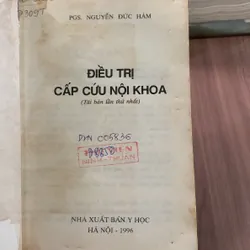 PGS. NGUYỄN ĐỨC HÀM
ĐIỀU TRỊ
CẤP CỨU NỘI KHOA
(Tái bản lần thứ nhất)
NHÀ XUẤT BẢN Y HỌC
HÀ NỘI - 1996